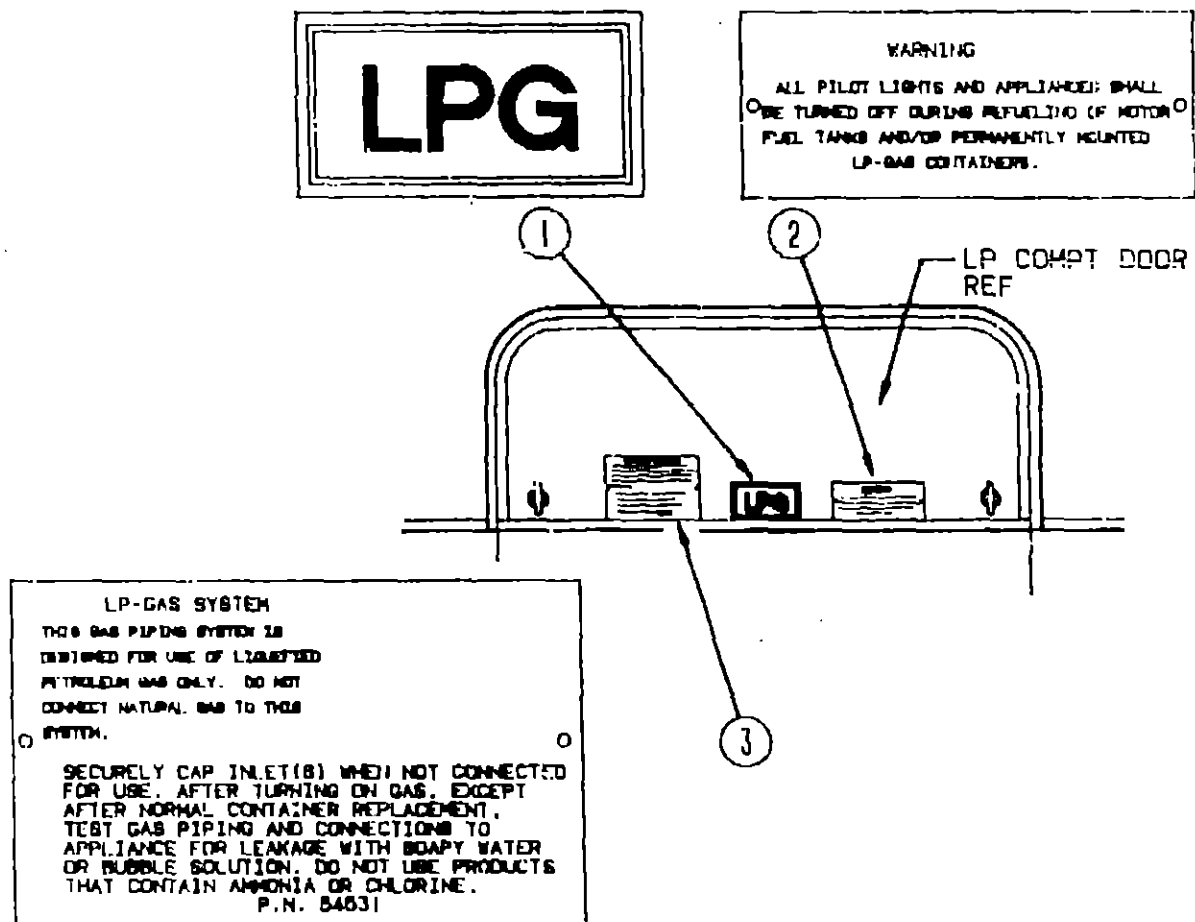 LPG
WARNING
ALL PILOT LIGHTS AND APPLIANCES SHALL
BE TURNED OFF DURING REFUELING OF MOTOR
FUEL TANKS AND/OR PERMANENTLY MOUNTED
LP-GAS CONTAINERS.
1
2
LP COMPT DOOR
REF
LPG
3
LP-GAS SYSTEM
THIS GAS PIPING SYSTEM IS
DESIGNED FOR USE OF LIQUEFIED
PETROLEUM GAS ONLY. DO NOT
CONNECT NATURAL GAS TO THIS
SYSTEM.
SECURELY CAP INLET(S) WHEN NOT CONNECTED
FOR USE. AFTER TURNING ON GAS, EXCEPT
AFTER NORMAL CONTAINER REPLACEMENT,
TEST GAS PIPING AND CONNECTIONS TO
APPLIANCE FOR LEAKAGE WITH SOAPY WATER
OR BUBBLE SOLUTION. DO NOT USE PRODUCTS
THAT CONTAIN AMMONIA OR CHLORINE.
P.N.